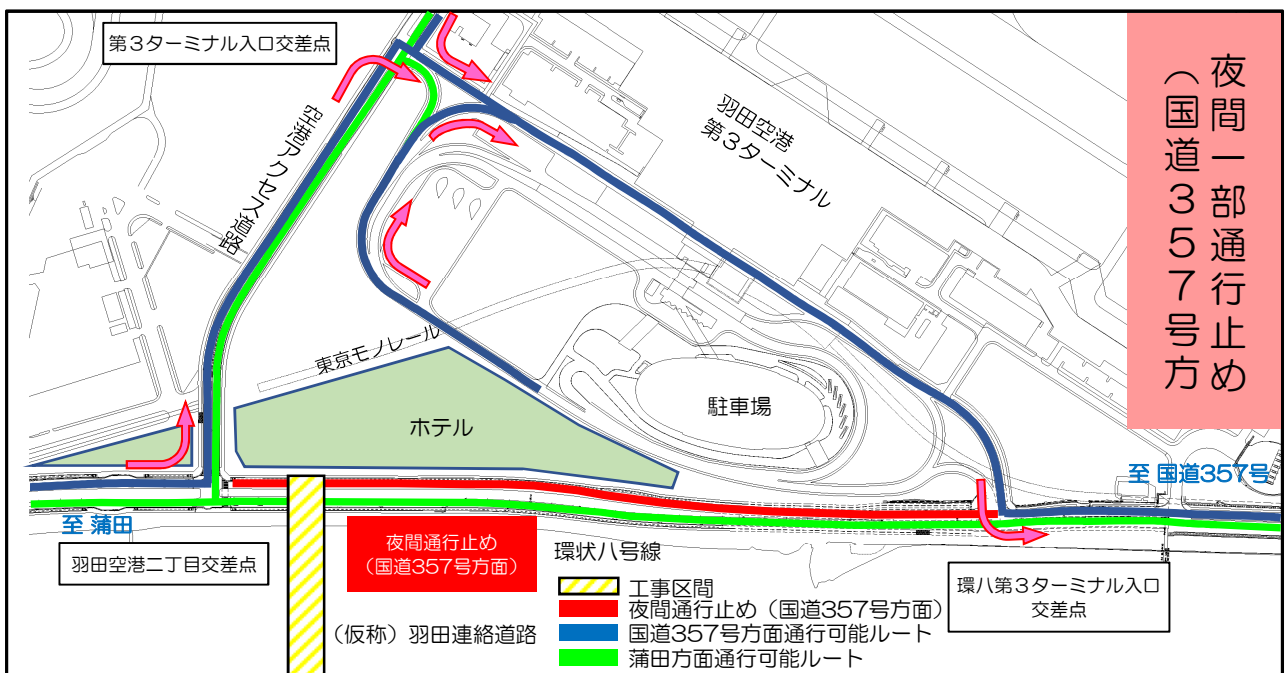 第3ターミナル入口交差点
空港アクセス道路
羽田空港
第3ターミナル
夜間一部通行止め
（国道357号方
東京モノレール
ホテル
駐車場
至 国道357号
至 蒲田
羽田空港二丁目交差点
夜間通行止め
（国道357号方面）
環状八号線
工事区間
夜間通行止め（国道357号方面）
国道357号方面通行可能ルート
蒲田方面通行可能ルート
（仮称）羽田連絡道路
環八第3ターミナル入口
交差点